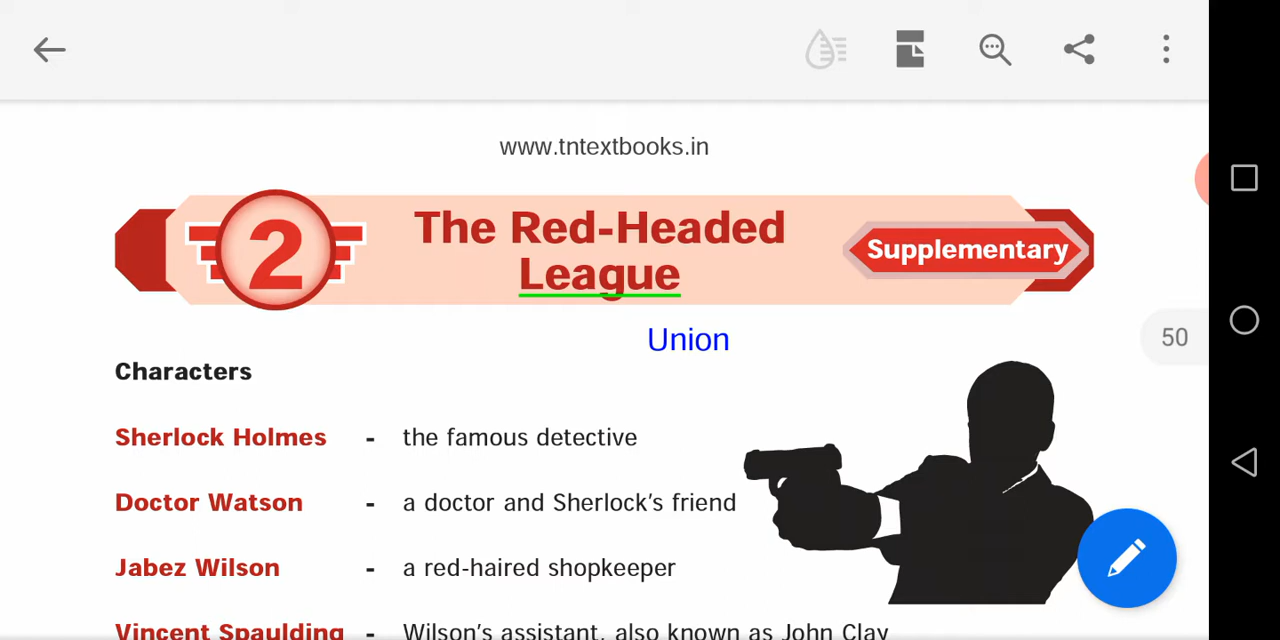 www.tntextbooks.in
2
The Red-Headed
League
Supplementary
Union
50
Characters
Sherlock Holmes - the famous detective
Doctor Watson - a doctor and Sherlock's friend
Jabez Wilson - a red-haired shopkeeper
Vincent Spaulding - Wilson's assistant, also known as John Clay